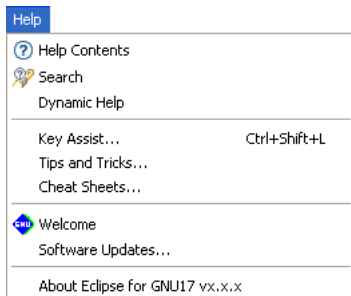 Help
Help Contents
Search
Dynamic Help
Key Assist... Ctrl+Shift+L
Tips and Tricks...
Cheat Sheets...
GNU Welcome
Software Updates...
About Eclipse for GNU17 vx.x.x